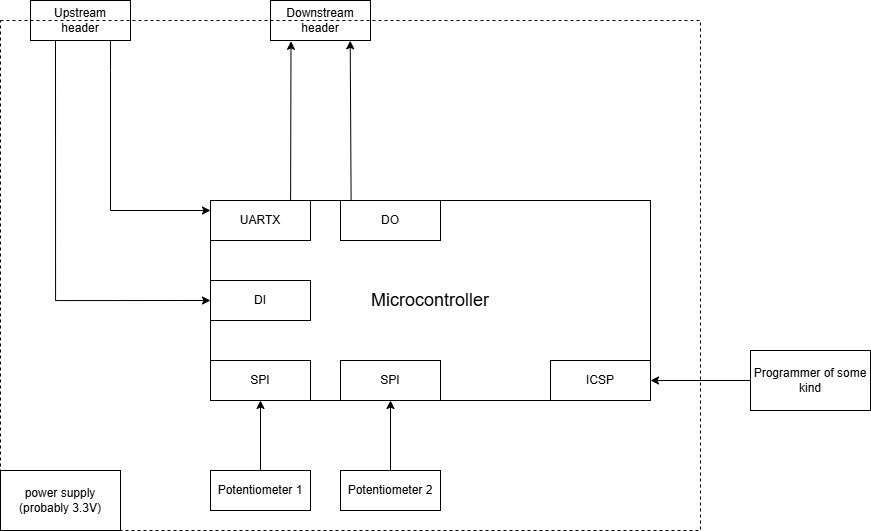 Upstream
header
Downstream
header
UARTX
DO
DI
Microcontroller
SPI
SPI
ICSP
Programmer of some
kind
Potentiometer 1
Potentiometer 2
power supply
(probably 3.3V)